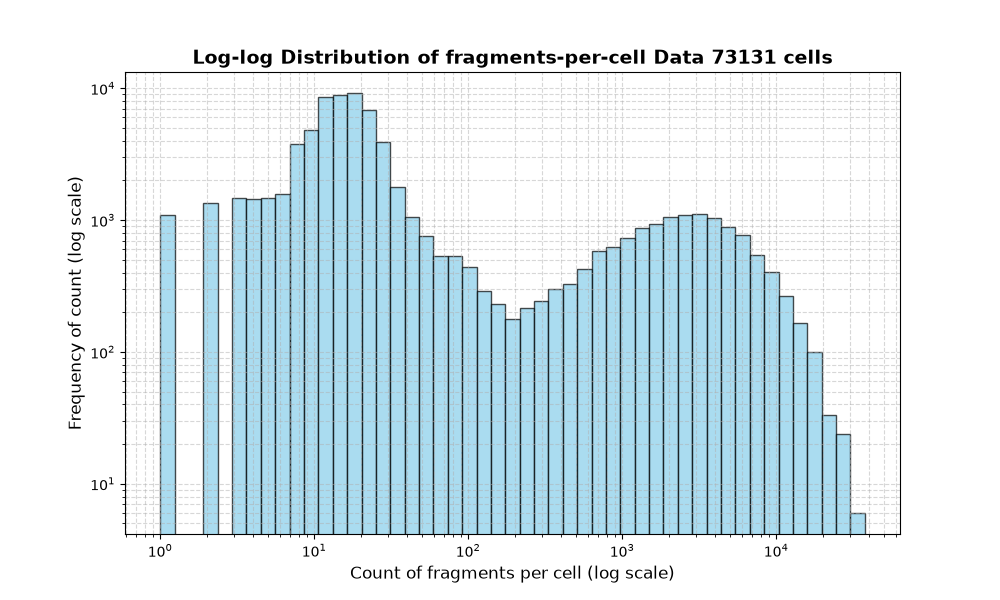 Log-log Distribution of fragments-per-cell Data 73131 cells
Frequency of count (log scale)
10⁴
10³
10²
10¹
10⁰ 10¹ 10² 10³ 10⁴
Count of fragments per cell (log scale)